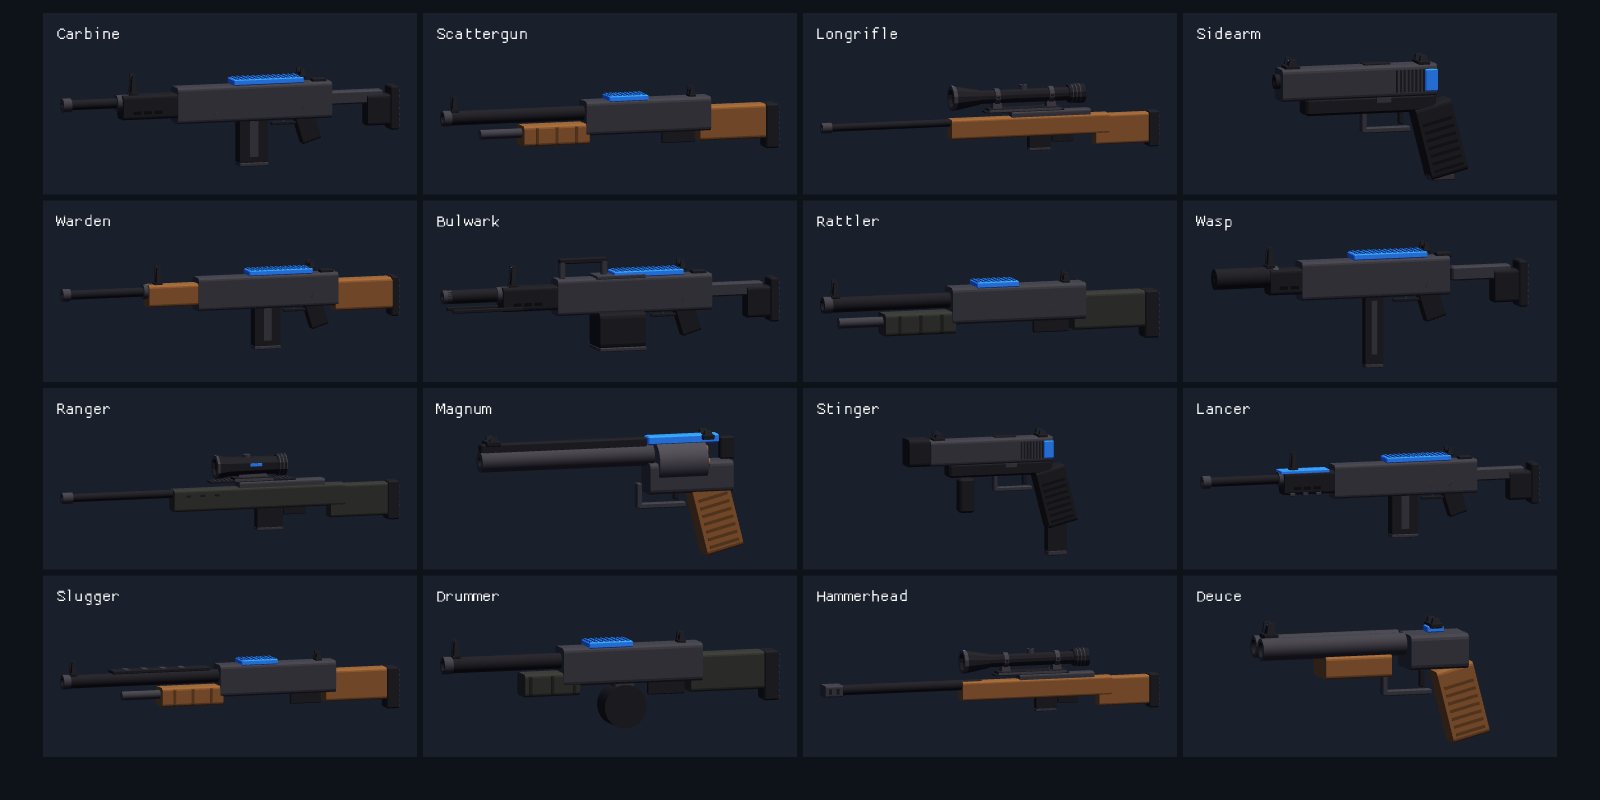 Carbine
Scattergun
Longrifle
Sidearm
Warden
Bulwark
Rattler
Wasp
Ranger
Magnum
Stinger
Lancer
Slugger
Drummer
Hammerhead
Deuce